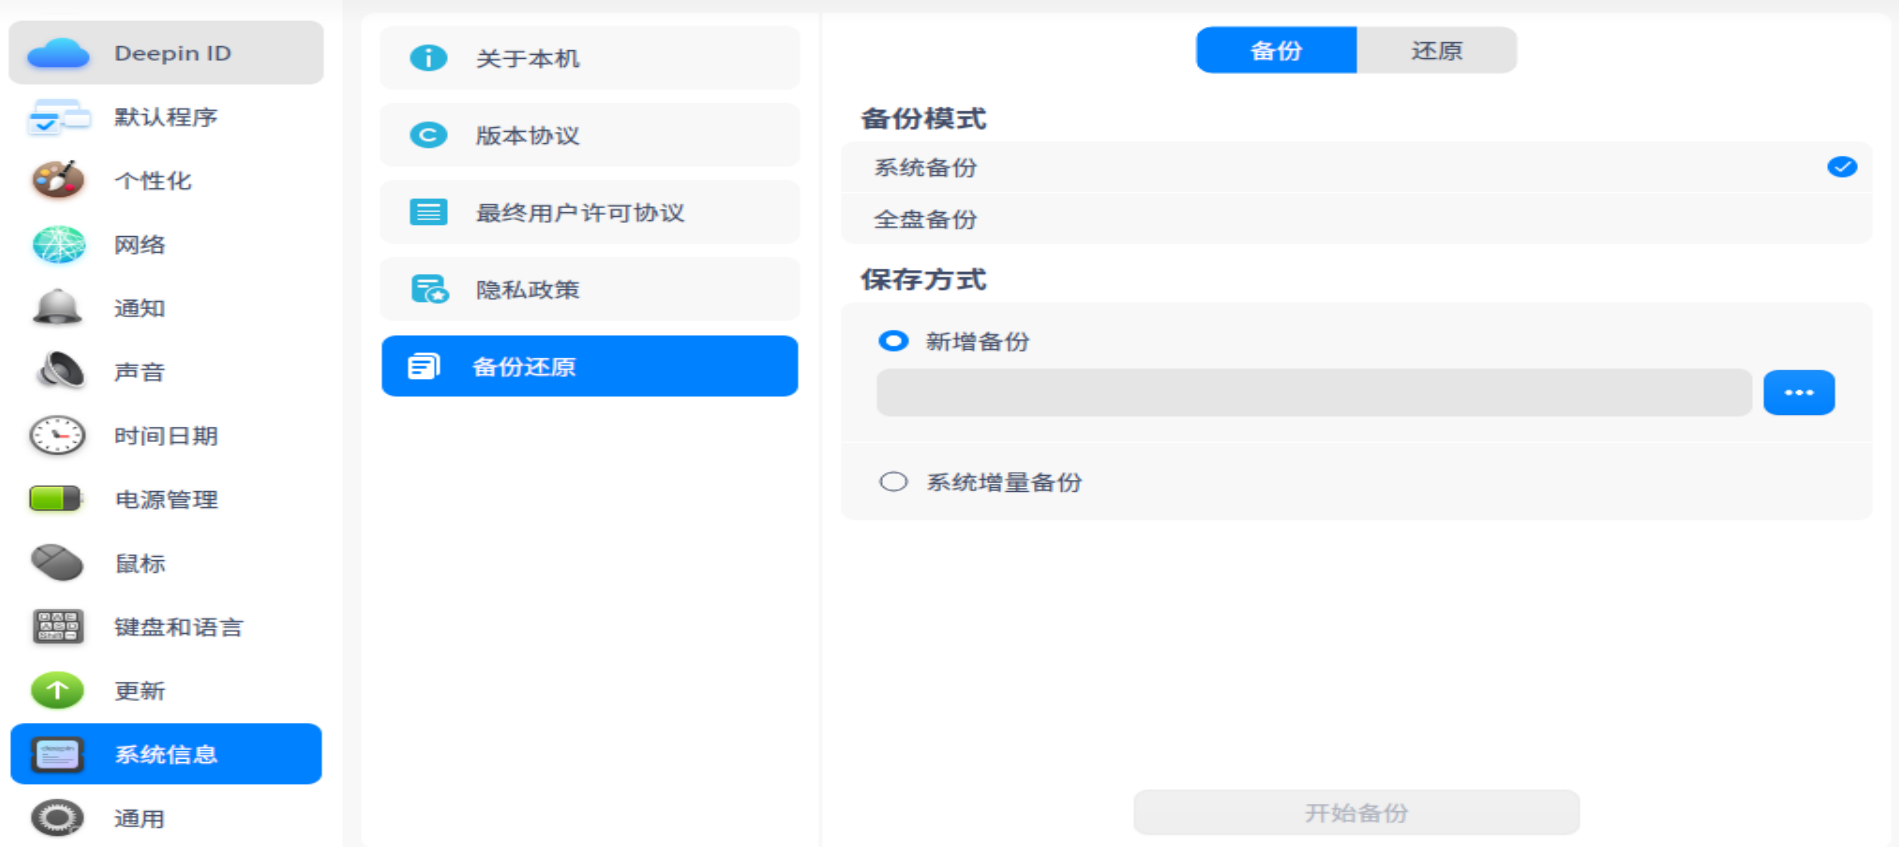 Deepin ID
默认程序
个性化
网络
通知
声音
时间日期
电源管理
鼠标
键盘和语言
更新
系统信息
通用
关于本机
版本协议
最终用户许可协议
隐私政策
备份还原
备份
还原
备份模式
系统备份
全盘备份
保存方式
新增备份
系统增量备份
开始备份